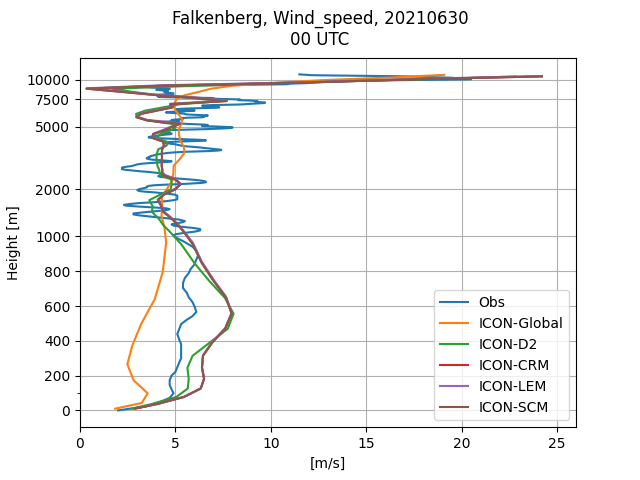 Falkenberg, Wind_speed, 20210630
00 UTC
Height [m]
10000
7500
5000
2000
1000
800
600
400
200
0
Obs
ICON-Global
ICON-D2
ICON-CRM
ICON-LEM
ICON-SCM
0 5 10 15 20 25
[m/s]